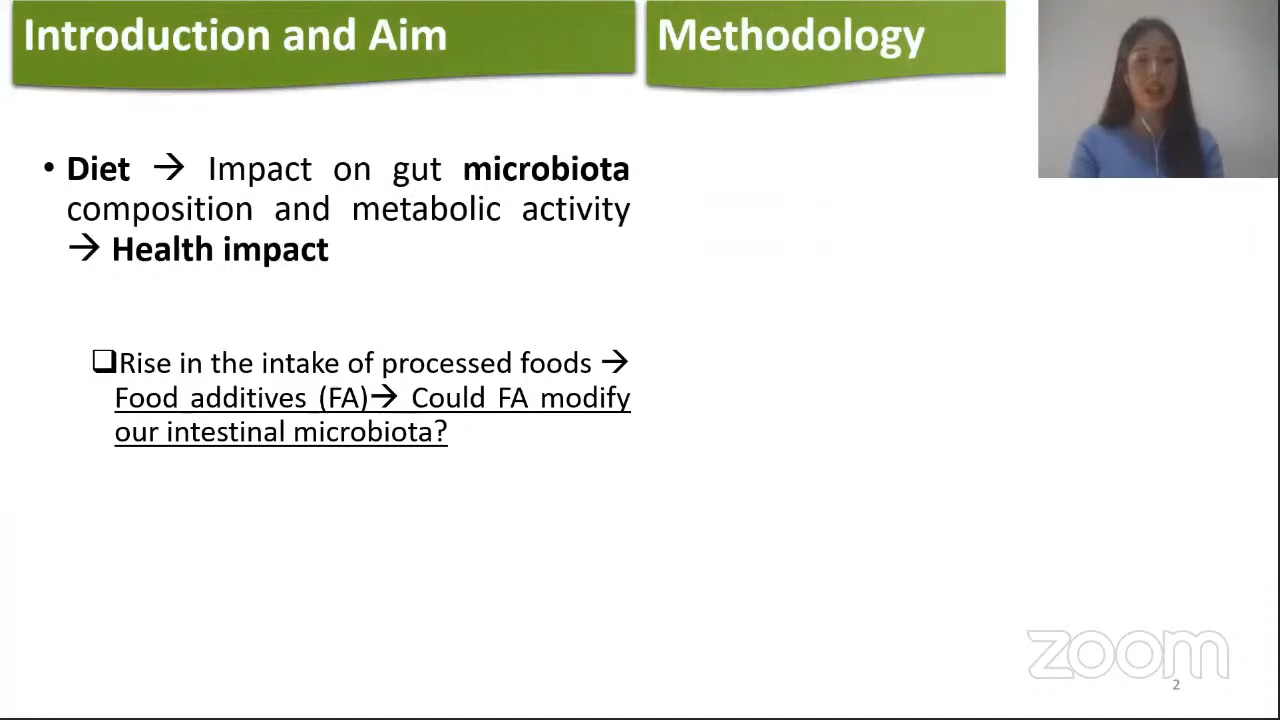 Introduction and Aim
Methodology
• Diet → Impact on gut microbiota
composition and metabolic activity
→ Health impact
❑Rise in the intake of processed foods →
Food additives (FA)→ Could FA modify
our intestinal microbiota?
zoom
2